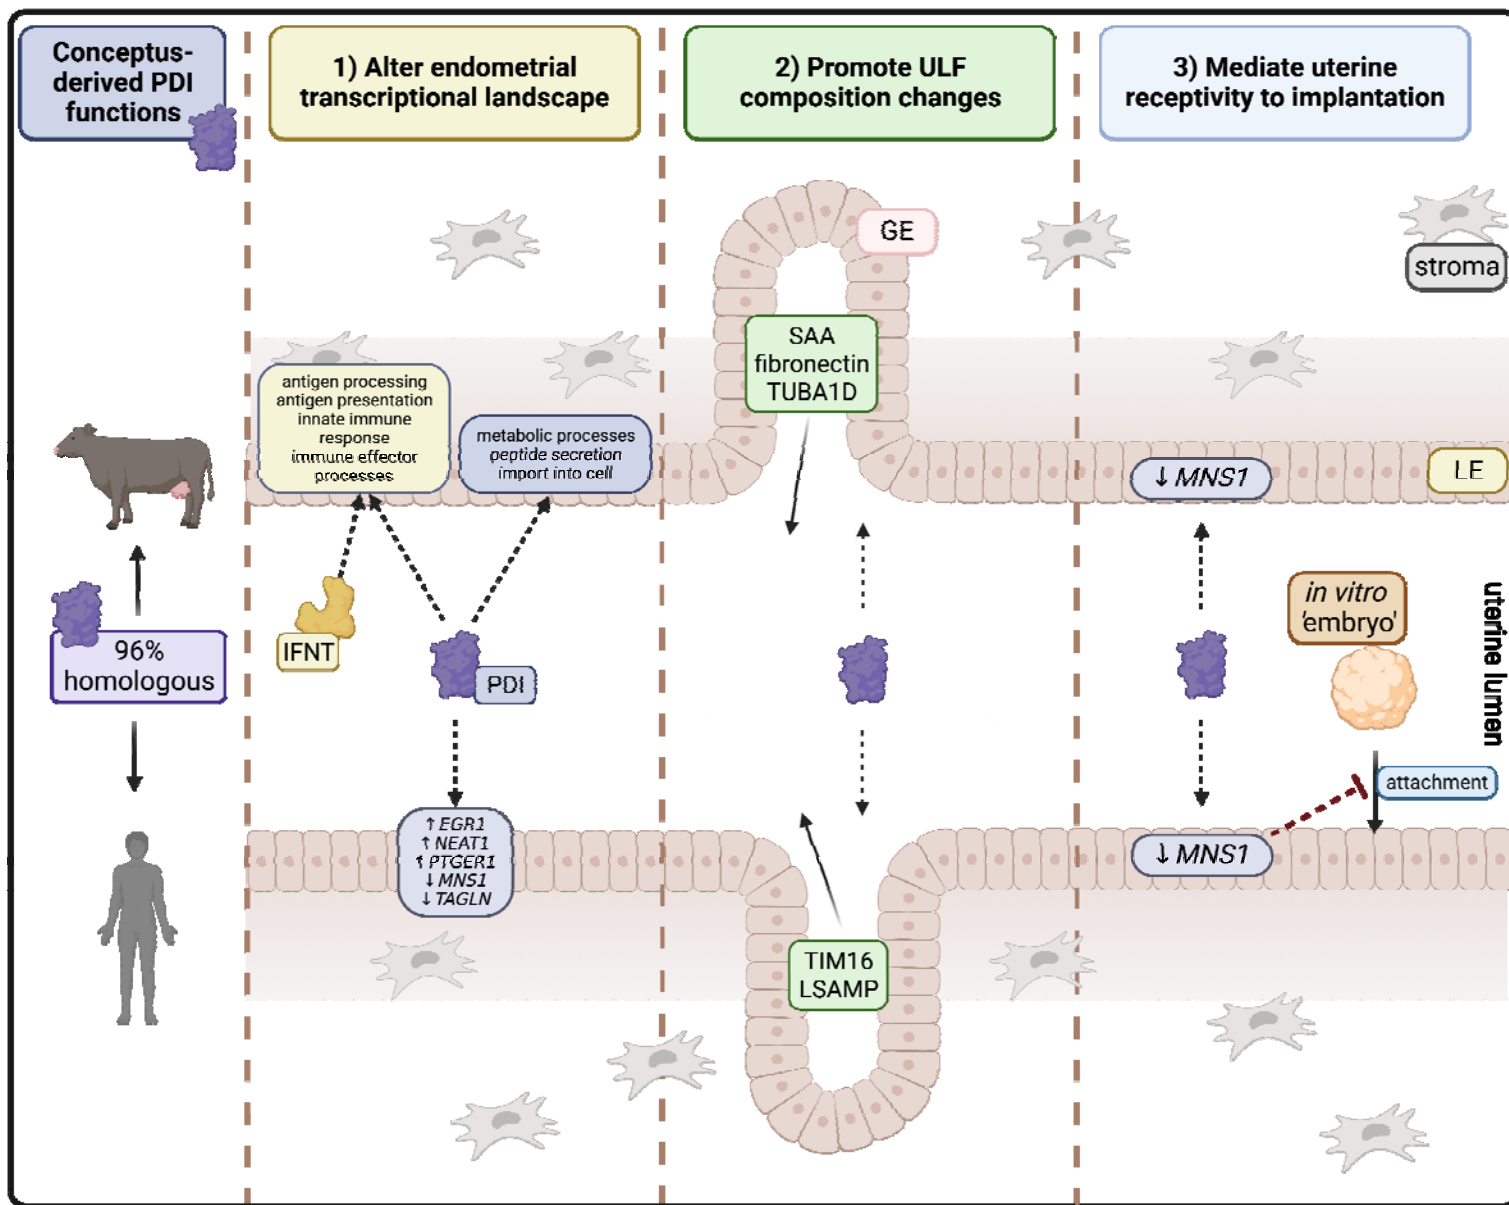 Conceptus-
derived PDI
functions
1) Alter endometrial
transcriptional landscape
2) Promote ULF
composition changes
3) Mediate uterine
receptivity to implantation
GE
stroma
SAA
fibronectin
TUBA1D
antigen processing
antigen presentation
innate immune
response
immune effector
processes
metabolic processes
peptide secretion
import into cell
↓ MNS1
LE
96%
homologous
IFNT
PDI
in vitro
'embryo'
uterine lumen
attachment
↑ EGR1
↑ NEAT1
↑ PTGER1
↓ MNS1
↓ TAGLN
↓ MNS1
TIM16
LSAMP